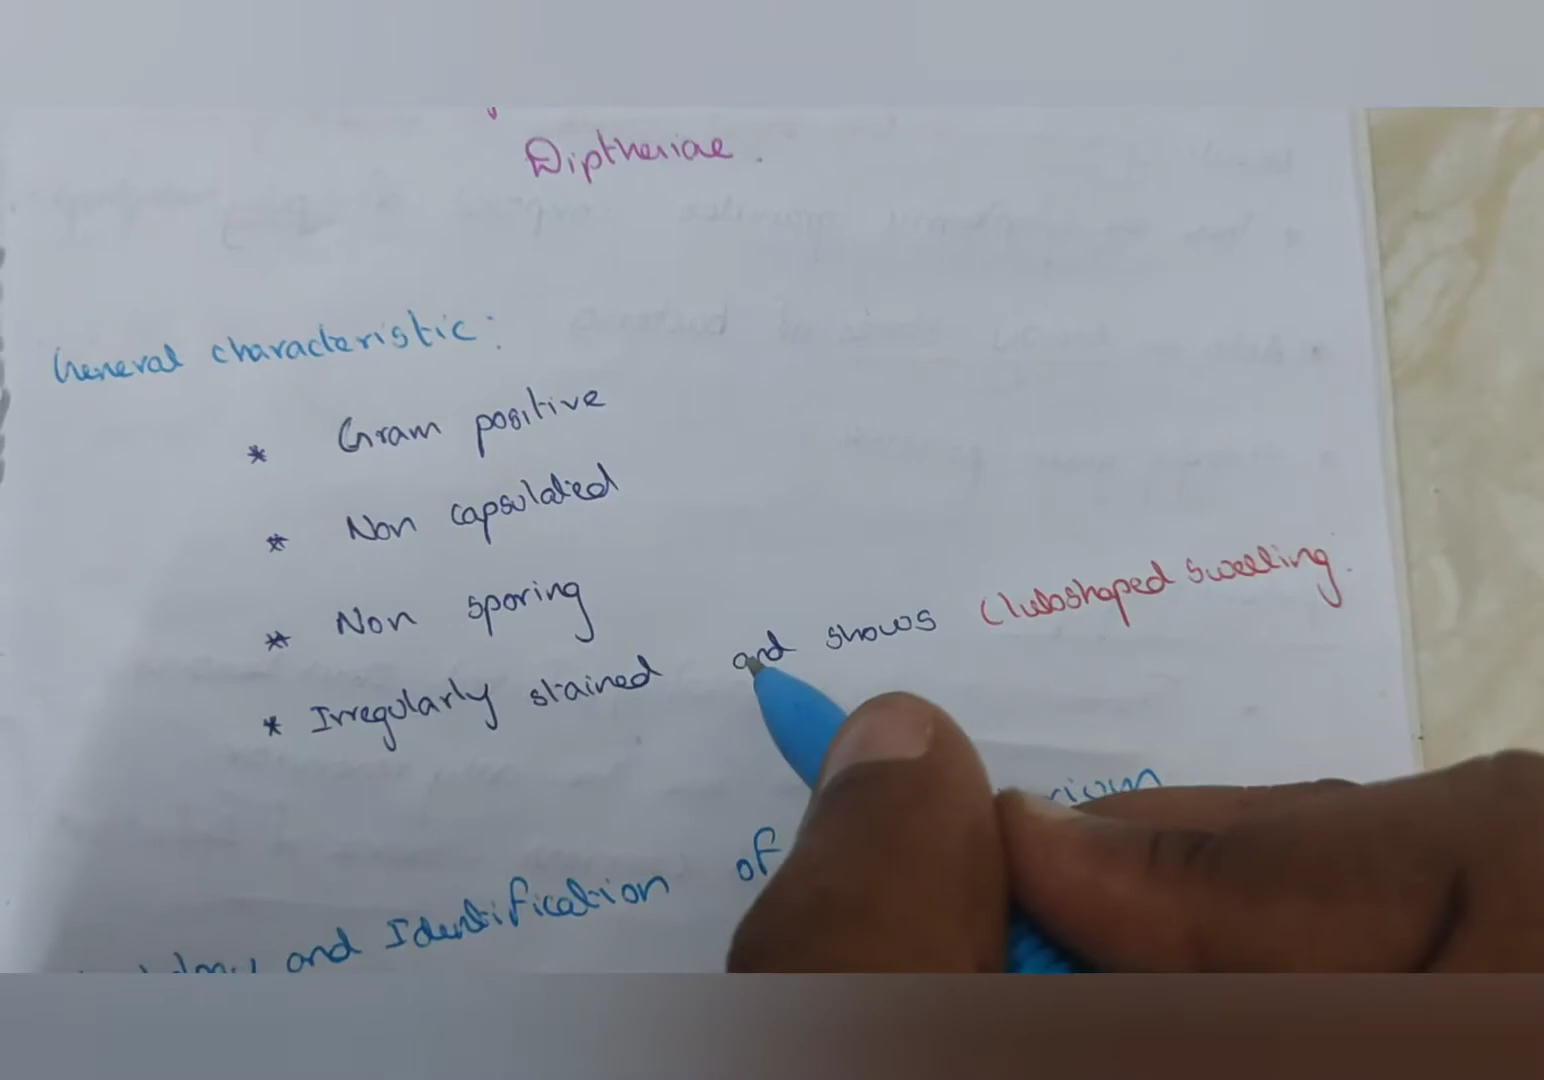 Diptheriae.
General characteristic:
* Gram positive
* Non capsulated
* Non sporing
* Irregularly stained and shows Clubshaped swelling.
and Identification of